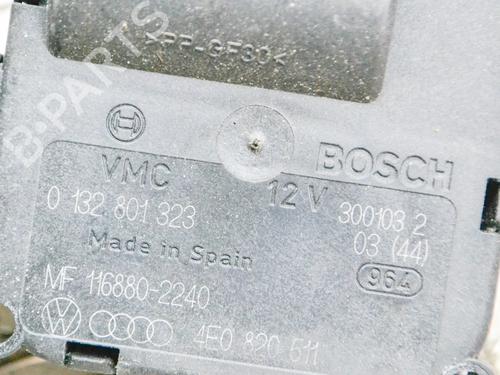 >PP-GF30<
B-PARTS
BOSCH
VMC 12 V
0 132 801 323
300103 2
03 (44)
Made in Spain
964
MF 116880-2240
4E0 820 511